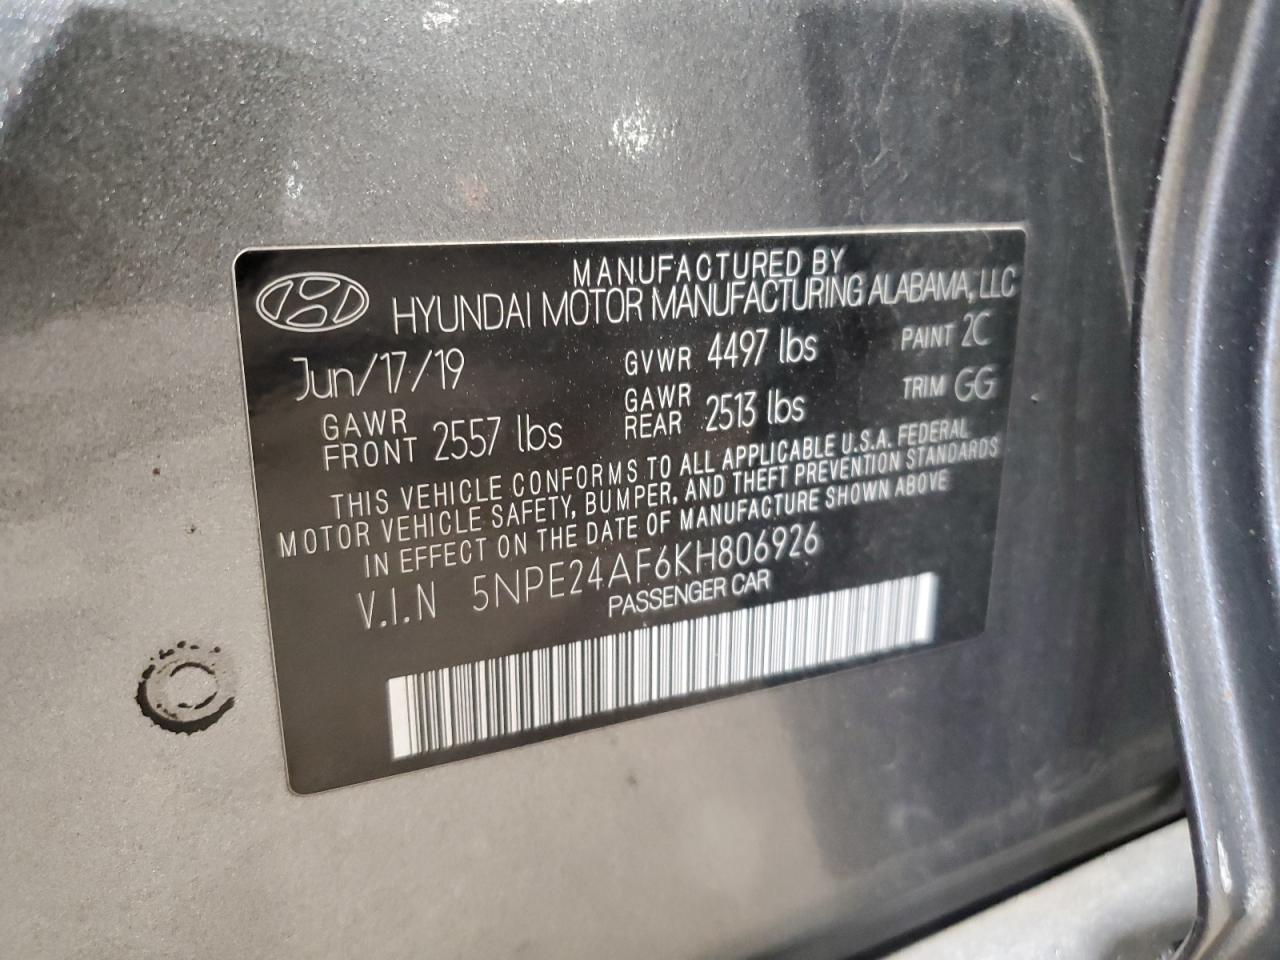 MANUFACTURED BY
HYUNDAI MOTOR MANUFACTURING ALABAMA, LLC
Jun/17/19 GVWR 4497 lbs PAINT 2C
GAWR FRONT 2557 lbs GAWR REAR 2513 lbs TRIM GG
THIS VEHICLE CONFORMS TO ALL APPLICABLE U.S.A. FEDERAL
MOTOR VEHICLE SAFETY, BUMPER, AND THEFT PREVENTION STANDARDS
IN EFFECT ON THE DATE OF MANUFACTURE SHOWN ABOVE
V.I.N 5NPE24AF6KH806926
PASSENGER CAR